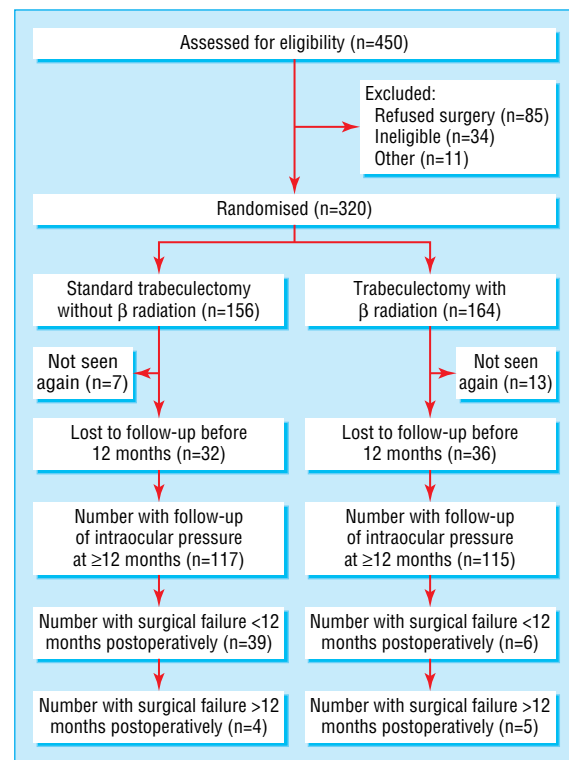 Assessed for eligibility (n=450)
Excluded:
Refused surgery (n=85)
Ineligible (n=34)
Other (n=11)
Randomised (n=320)
Standard trabeculectomy
without β radiation (n=156)
Trabeculectomy with
β radiation (n=164)
Not seen
again (n=7)
Not seen
again (n=13)
Lost to follow-up before
12 months (n=32)
Lost to follow-up before
12 months (n=36)
Number with follow-up
of intraocular pressure
at ≥12 months (n=117)
Number with follow-up
of intraocular pressure
at ≥12 months (n=115)
Number with surgical failure <12
months postoperatively (n=39)
Number with surgical failure <12
months postoperatively (n=6)
Number with surgical failure >12
months postoperatively (n=4)
Number with surgical failure >12
months postoperatively (n=5)